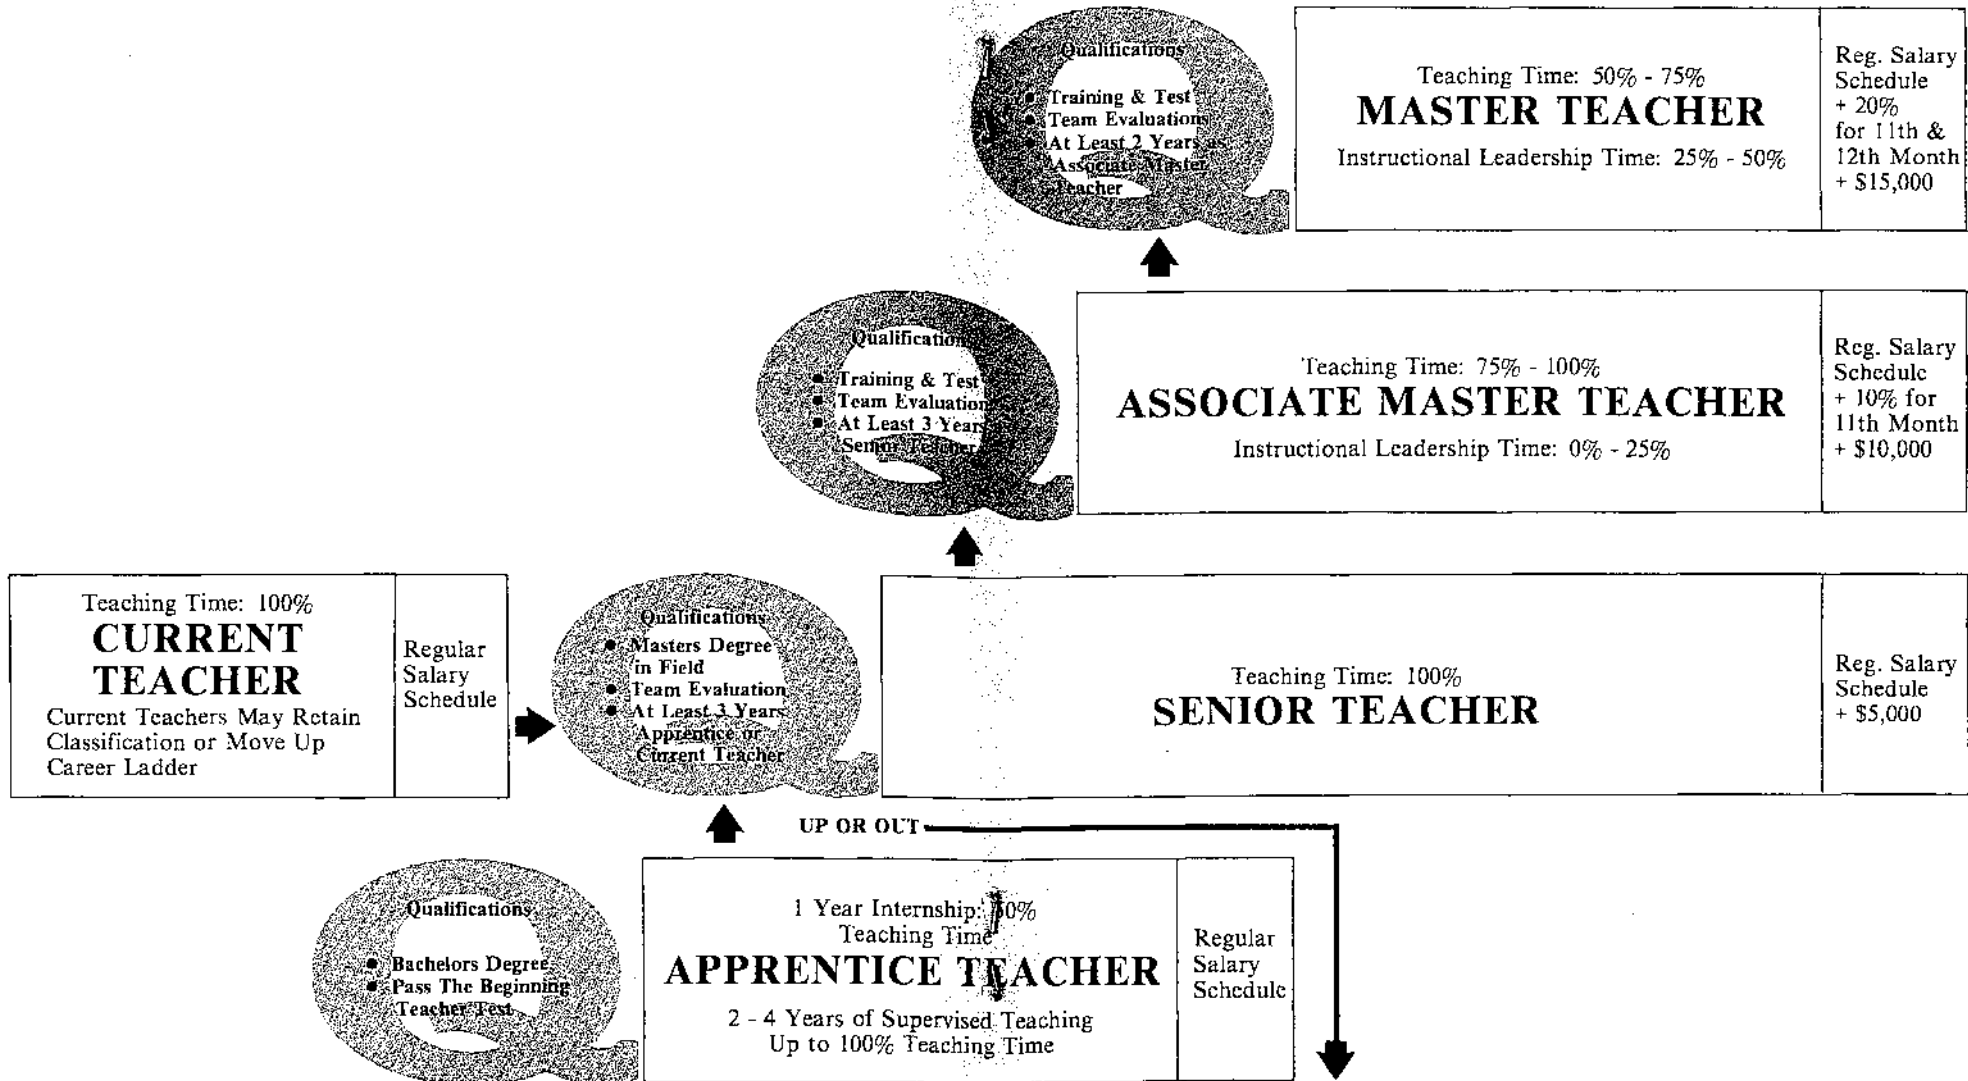 Qualifications
• Training & Test
• Team Evaluations
• At Least 2 Years as
Associate Master
Teacher
Teaching Time: 50% - 75%
MASTER TEACHER
Instructional Leadership Time: 25% - 50%
Reg. Salary
Schedule
+ 20%
for 11th &
12th Month
+ $15,000
• Training & Test
• Team Evaluation
• At Least 3 Years
Senior Teacher
Teaching Time: 75% - 100%
ASSOCIATE MASTER TEACHER
Instructional Leadership Time: 0% - 25%
Reg. Salary
Schedule
+ 10% for
11th Month
+ $10,000
Teaching Time: 100%
CURRENT
TEACHER
Current Teachers May Retain
Classification or Move Up
Career Ladder
Regular
Salary
Schedule
Qualifications
• Masters Degree
in Field
• Team Evaluation
• At Least 3 Years
Apprentice or
Current Teacher
Teaching Time: 100%
SENIOR TEACHER
Reg. Salary
Schedule
+ $5,000
UP OR OUT
Qualifications
• Bachelors Degree
• Pass The Beginning
Teacher Test
1 Year Internship:
Teaching Time
APPRENTICE TEACHER
2 - 4 Years of Supervised Teaching
Up to 100% Teaching Time
Regular
Salary
Schedule